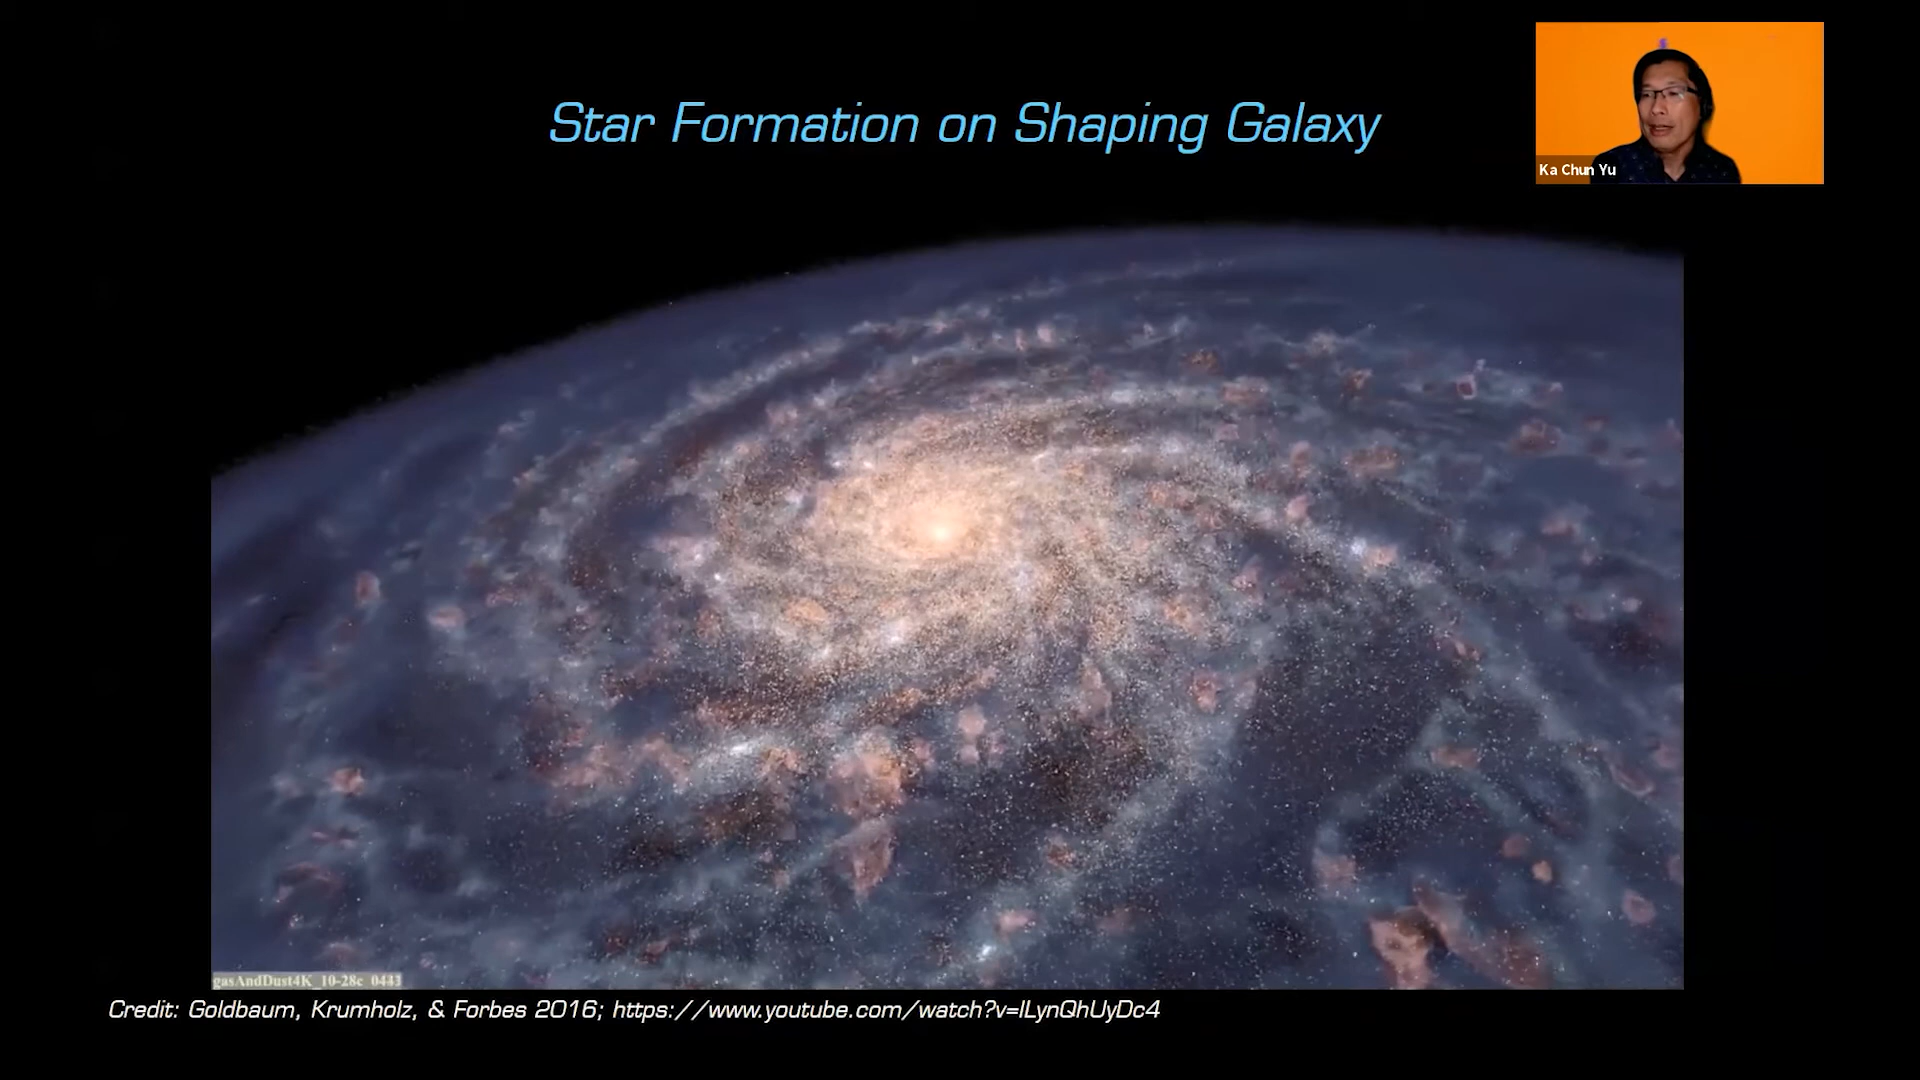 Star Formation on Shaping Galaxy
Ka Chun Yu
gasAndDust4K_10-28c_0443
Credit: Goldbaum, Krumholz, & Forbes 2016; https://www.youtube.com/watch?v=lLynQhUyDc4